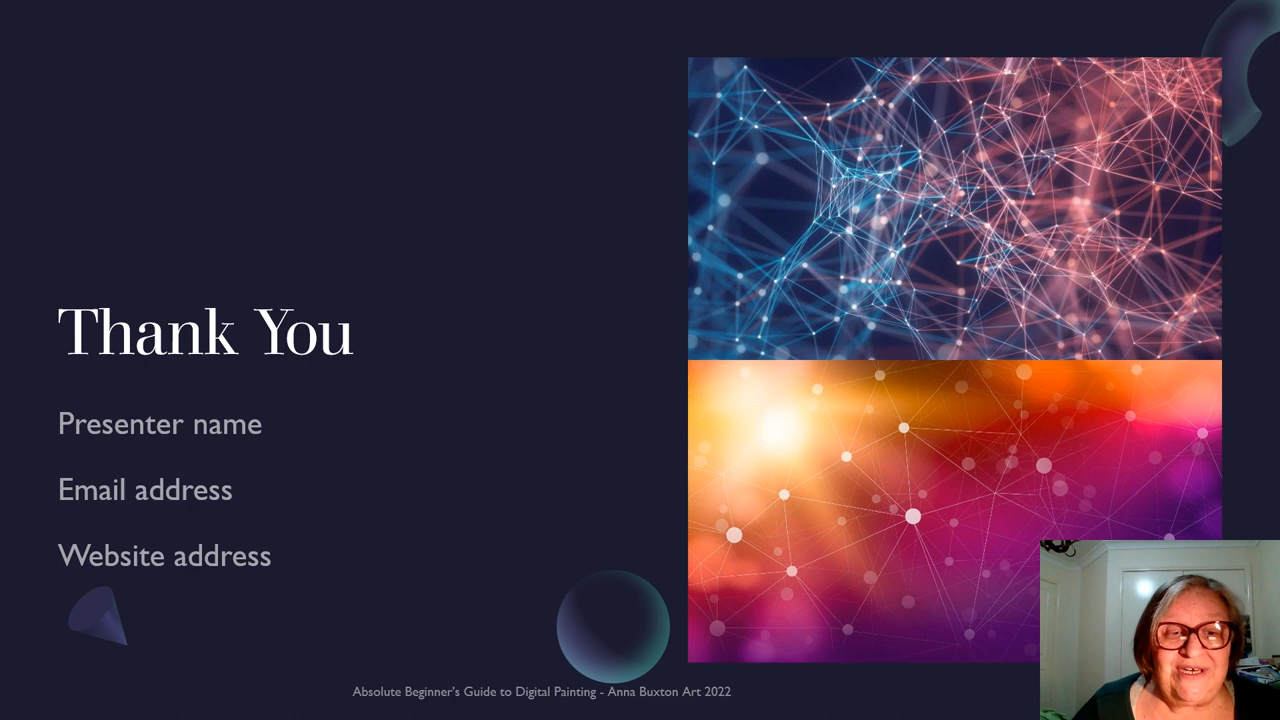 Thank You
Presenter name
Email address
Website address
Absolute Beginner's Guide to Digital Painting - Anna Buxton Art 2022